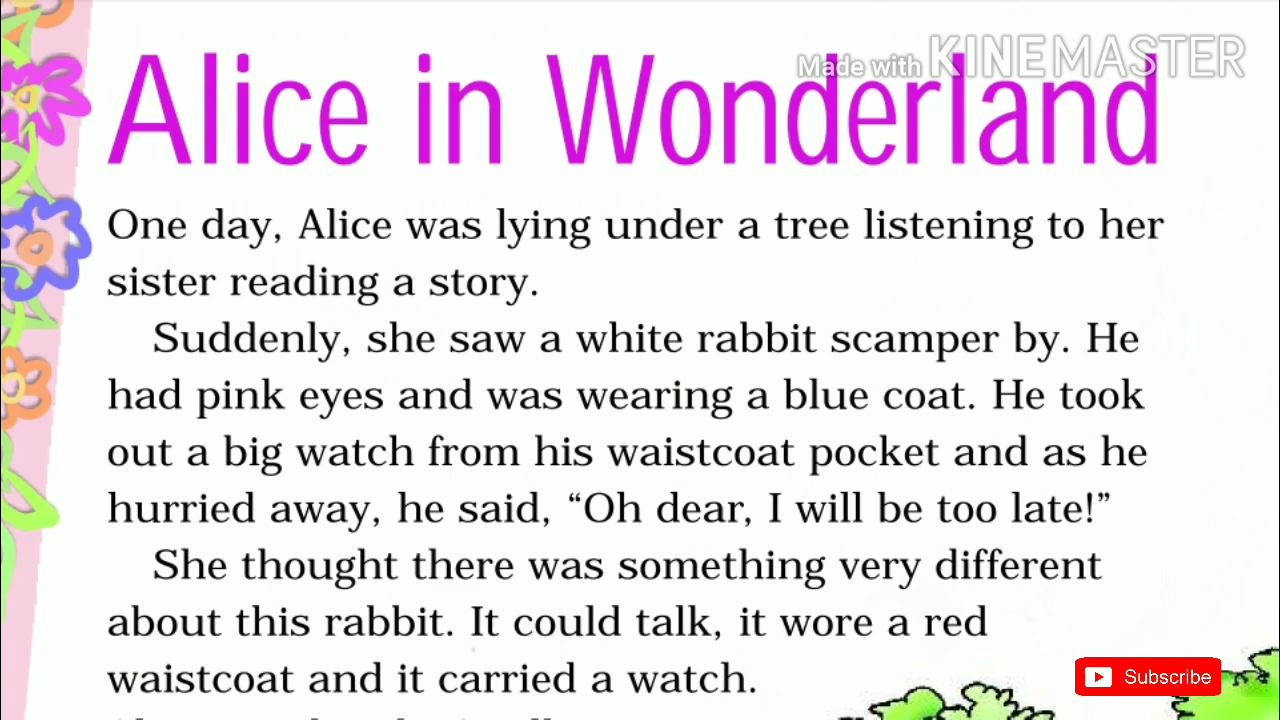 Made with KINEMASTER
Alice in Wonderland
One day, Alice was lying under a tree listening to her
sister reading a story.
Suddenly, she saw a white rabbit scamper by. He
had pink eyes and was wearing a blue coat. He took
out a big watch from his waistcoat pocket and as he
hurried away, he said, “Oh dear, I will be too late!”
She thought there was something very different
about this rabbit. It could talk, it wore a red
waistcoat and it carried a watch.
Subscribe